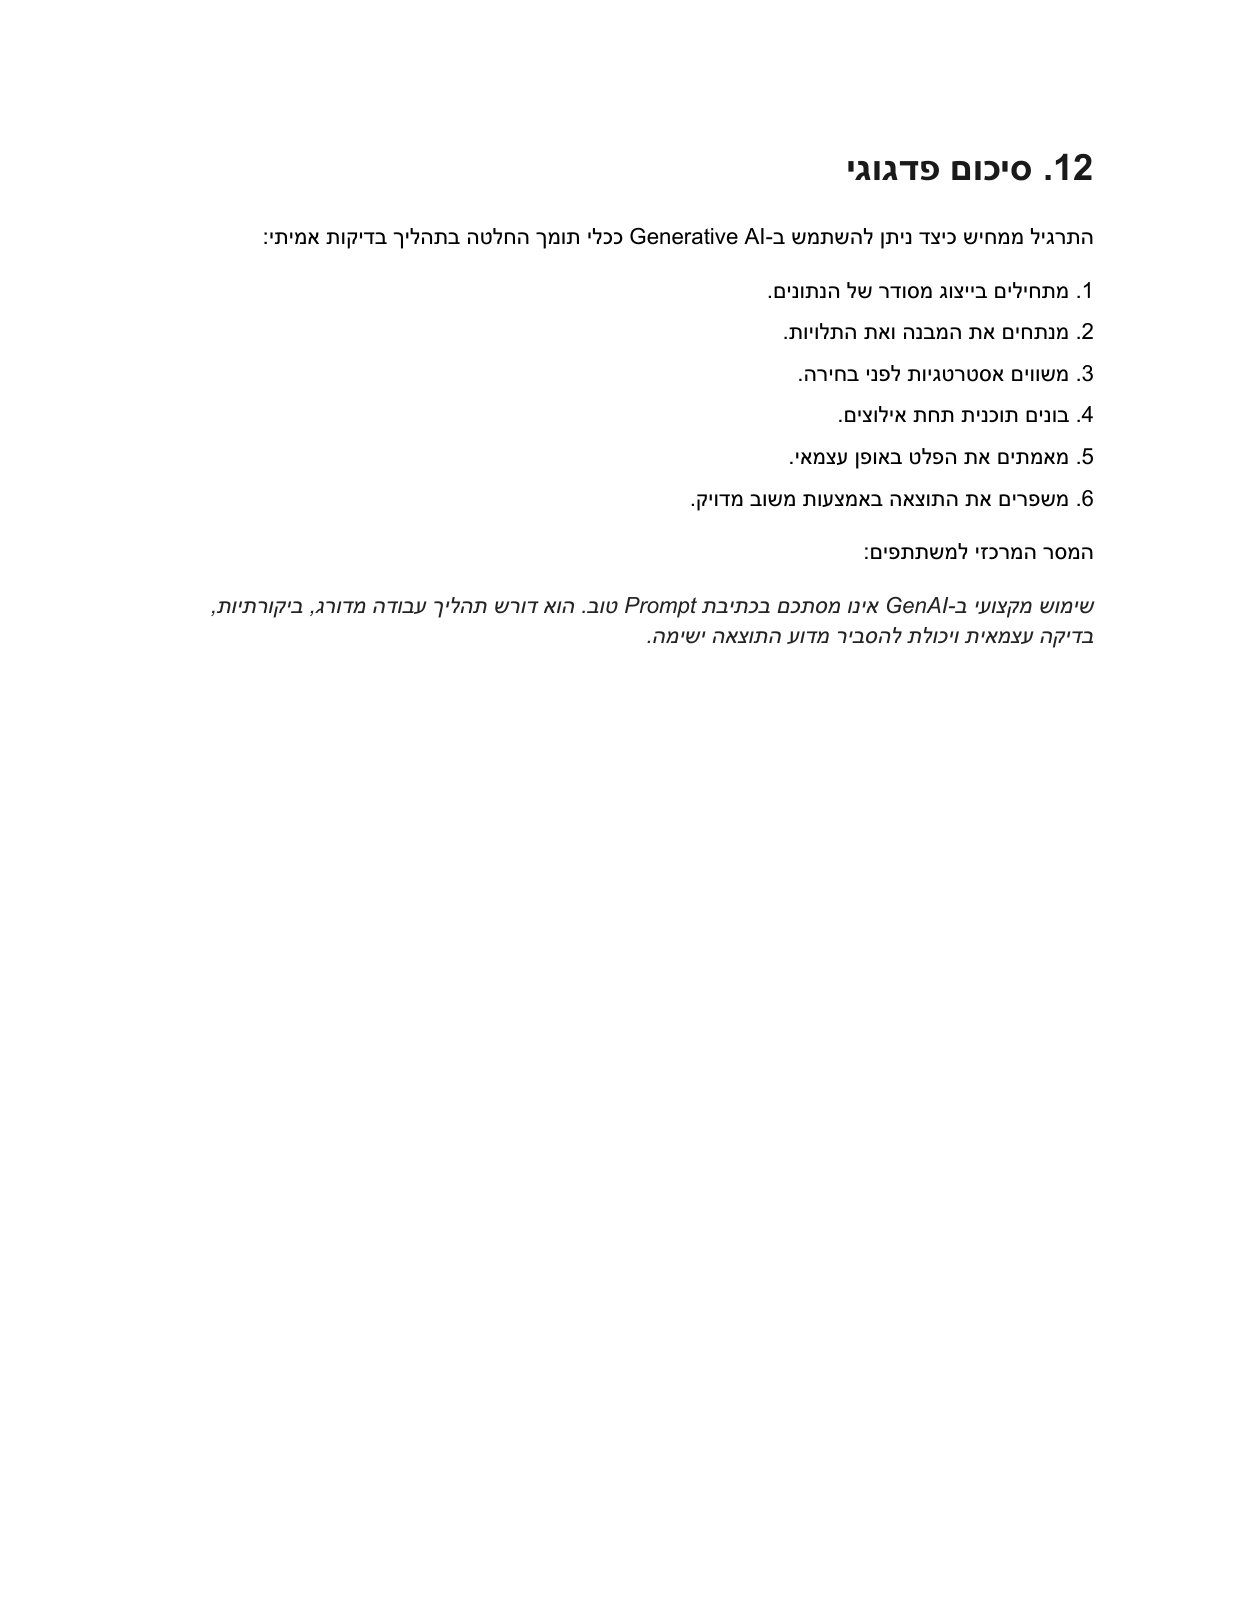 12. סיכום פדגוגי
התרגיל ממחיש כיצד ניתן להשתמש ב-Generative AI ככלי תומך החלטה בתהליך בדיקות אמיתי:
1. מתחילים בייצוג מסודר של הנתונים.
2. מנתחים את המבנה ואת התלויות.
3. משווים אסטרטגיות לפני בחירה.
4. בונים תוכנית תחת אילוצים.
5. מאמתים את הפלט באופן עצמאי.
6. משפרים את התוצאה באמצעות משוב מדויק.
המסר המרכזי למשתתפים:
שימוש מקצועי ב-GenAI אינו מסתכם בכתיבת Prompt טוב. הוא דורש תהליך עבודה מדורג, ביקורתיות,
בדיקה עצמאית ויכולת להסביר מדוע התוצאה ישימה.